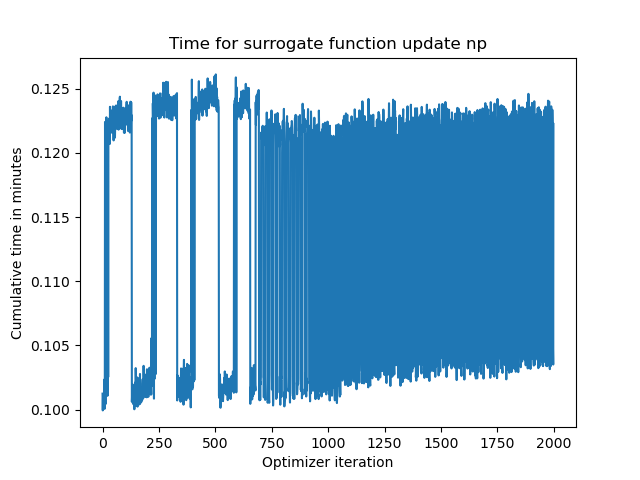 Time for surrogate function update np
Cumulative time in minutes
0.125
0.120
0.115
0.110
0.105
0.100
0 250 500 750 1000 1250 1500 1750 2000
Optimizer iteration